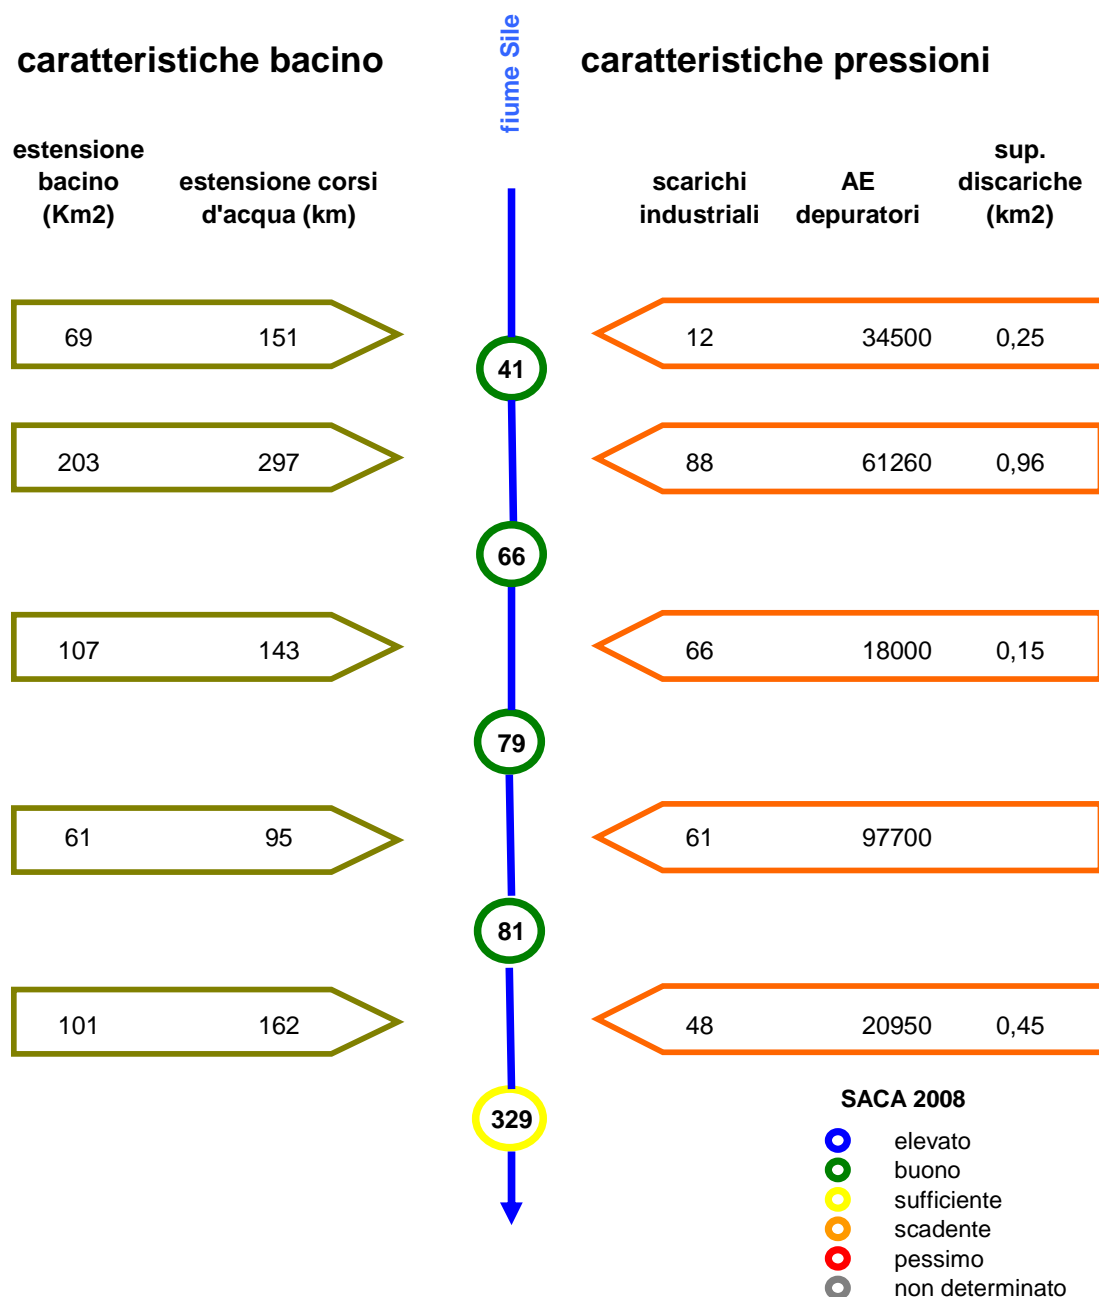 fiume Sile
caratteristiche bacino
caratteristiche pressioni
estensione
bacino
(Km2)
estensione corsi
d'acqua (km)
scarichi
industriali
AE
depuratori
sup.
discariche
(km2)
69 151 12 34500 0,25
41
203 297 88 61260 0,96
66
107 143 66 18000 0,15
79
61 95 61 97700
81
101 162 48 20950 0,45
329
SACA 2008
elevato
buono
sufficiente
scadente
pessimo
non determinato